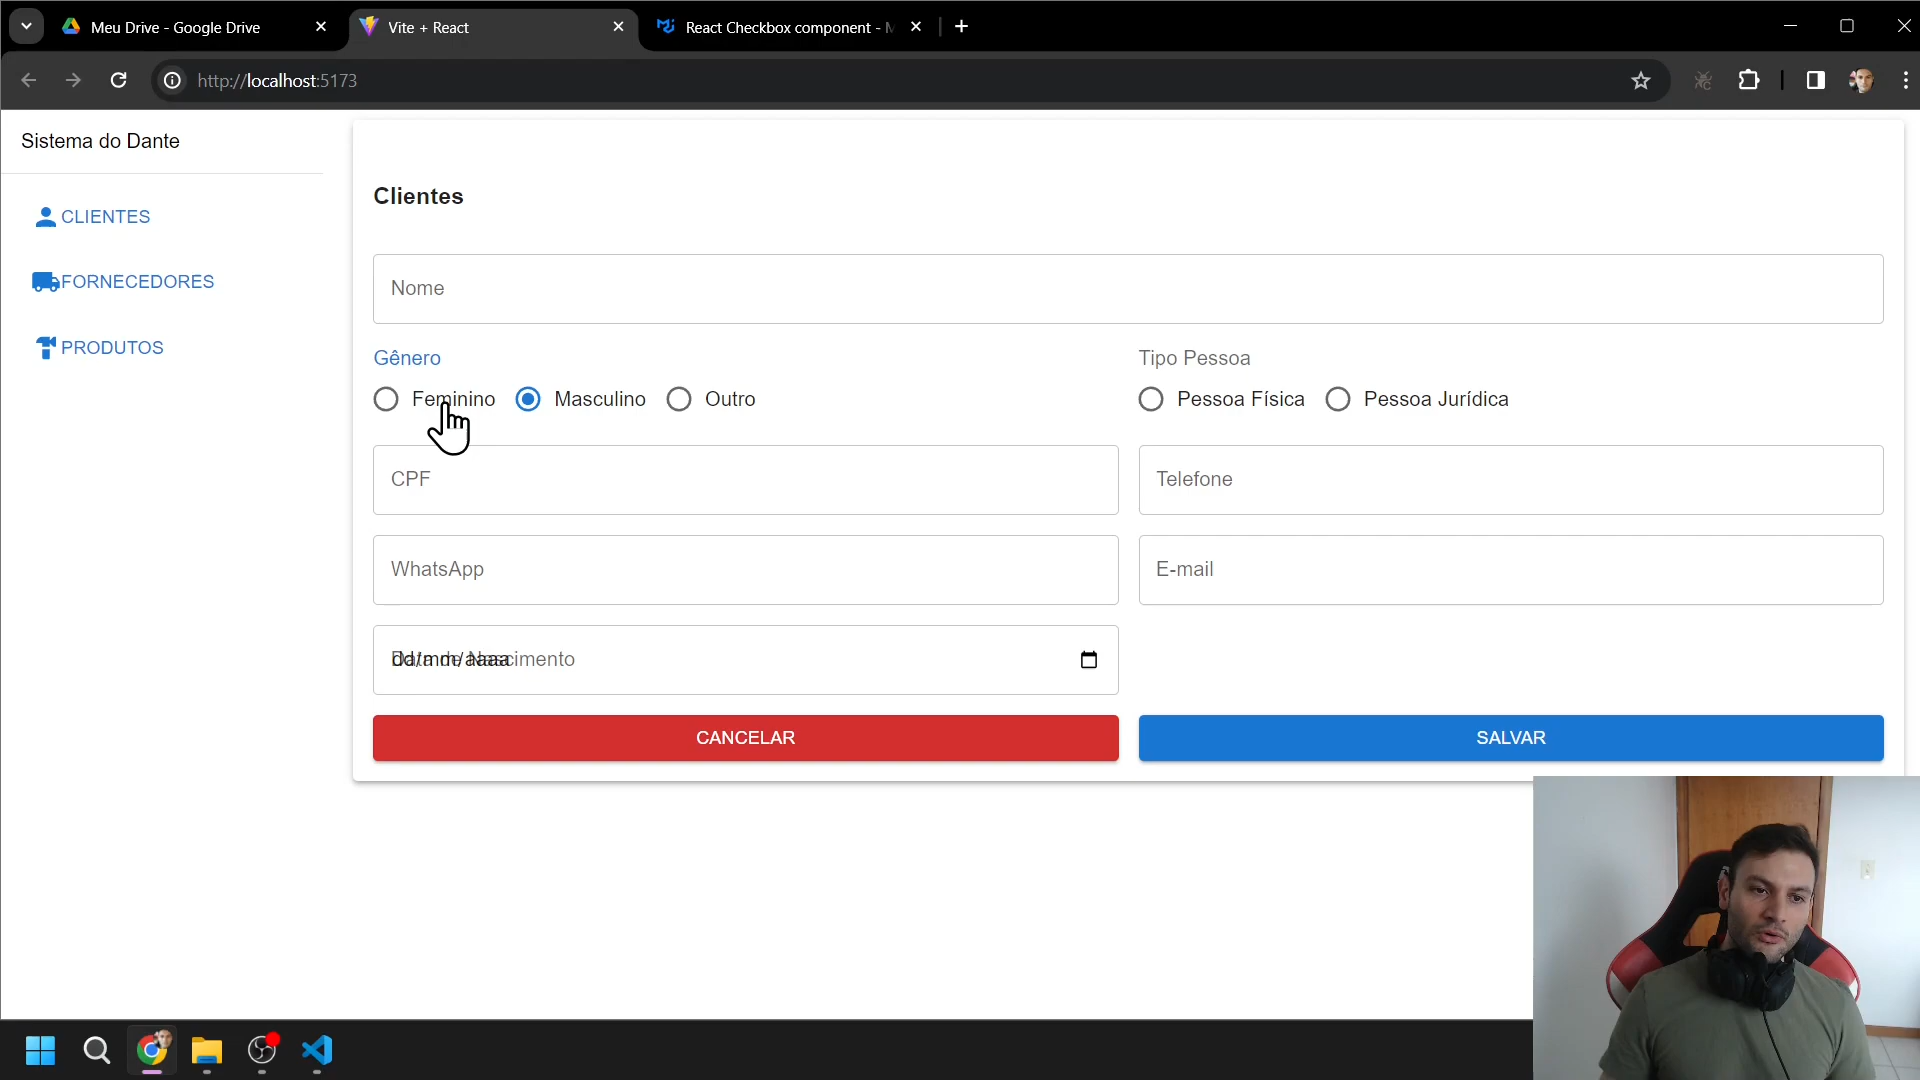 Meu Drive - Google Drive
Vite + React
React Checkbox component -
http://localhost:5173
Sistema do Dante
CLIENTES
FORNECEDORES
PRODUTOS
Clientes
Nome
Gênero
Tipo Pessoa
Feminino
Masculino
Outro
Pessoa Física
Pessoa Jurídica
CPF
Telefone
WhatsApp
E-mail
Data de Nascimento
dd/mm/aaaa
CANCELAR
SALVAR